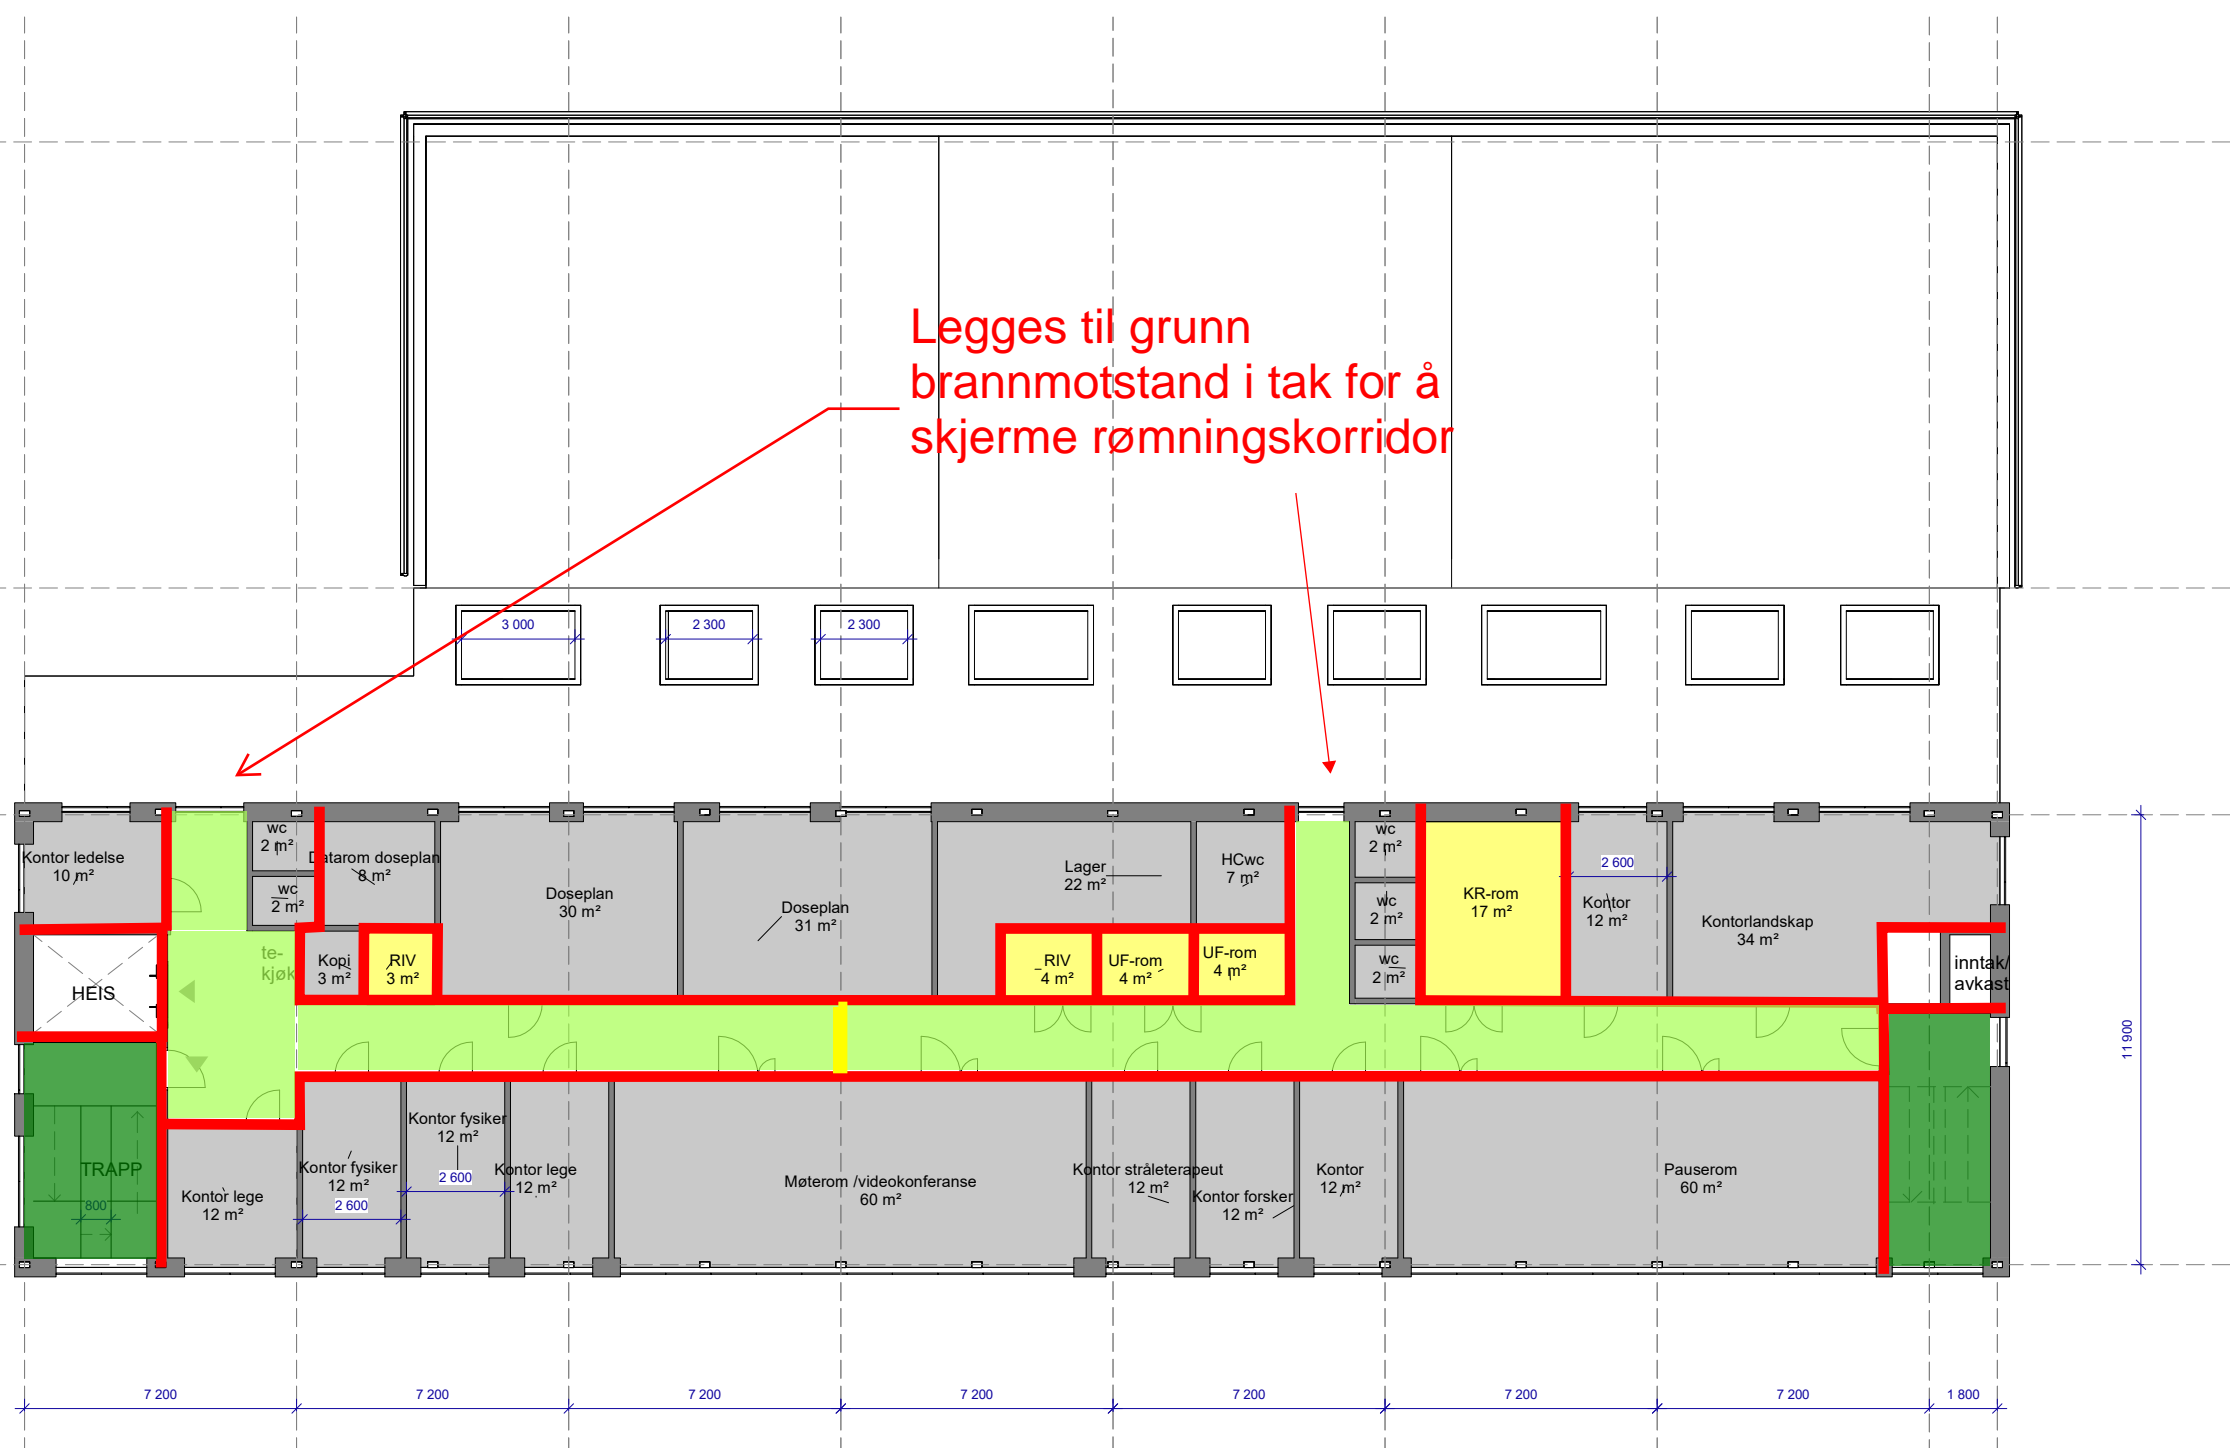 Legges til grunn
brannmotstand i tak for å
skjerme rømningskorridor
3 000
2 300
2 300
Kontor ledelse
10 m²
wc
2 m²
wc
2 m²
Datarom doseplan
8 m²
Doseplan
30 m²
Doseplan
31 m²
Lager
22 m²
HCwc
7 m²
wc
2 m²
wc
2 m²
wc
2 m²
KR-rom
17 m²
2 600
Kontor
12 m²
Kontorlandskap
34 m²
HEIS
te-
kjøk
Kopi
3 m²
RIV
3 m²
RIV
4 m²
UF-rom
4 m²
UF-rom
4 m²
inntak/
avkast
11 900
TRAPP
800
Kontor lege
12 m²
Kontor fysiker
12 m²
2 600
Kontor fysiker
12 m²
2 600
Kontor lege
12 m²
Møterom /videokonferanse
60 m²
Kontor stråleterapeut
12 m²
Kontor forsker
12 m²
Kontor
12 m²
Pauserom
60 m²
7 200
7 200
7 200
7 200
7 200
7 200
7 200
1 800